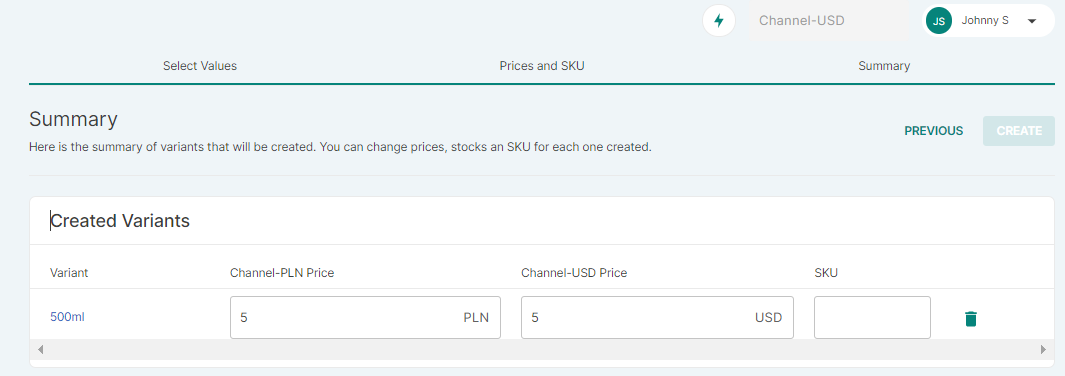 Channel-USD
JS Johnny S
Select Values Prices and SKU Summary
Summary
PREVIOUS CREATE
Here is the summary of variants that will be created. You can change prices, stocks an SKU for each one created.
Created Variants
Variant Channel-PLN Price Channel-USD Price SKU
500ml 5 PLN 5 USD